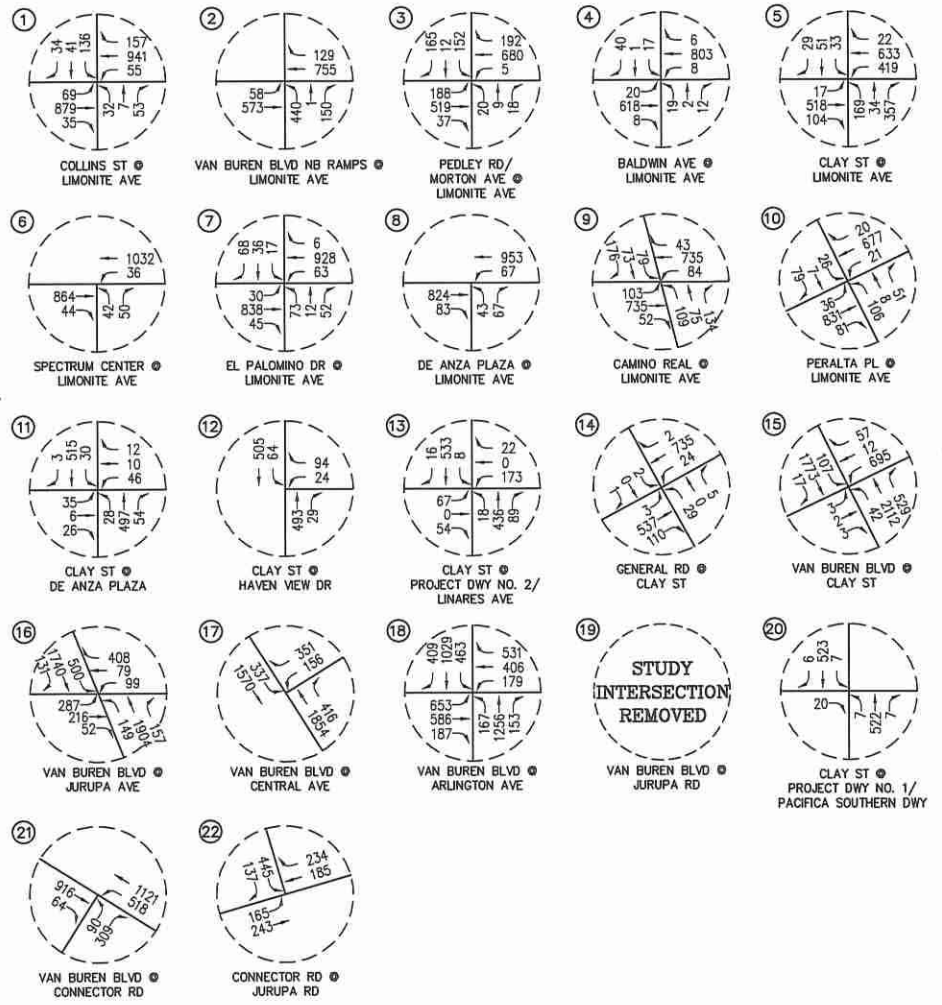 1
34 41 136
157
941
55
69
879
35
32 7 53
COLLINS ST @
LIMONITE AVE
2
129
755
58
573
440 1 150
VAN BUREN BLVD NB RAMPS @
LIMONITE AVE
3
165 12 152
192
680
5
188
519
37
20 9 18
PEDLEY RD/
MORTON AVE @
LIMONITE AVE
4
40 1 17
6
803
8
20
618
8
19 2 12
BALDWIN AVE @
LIMONITE AVE
5
29 51 33
22
633
419
17
518
104
169 34 357
CLAY ST @
LIMONITE AVE
6
1032
36
864
44
42 50
SPECTRUM CENTER @
LIMONITE AVE
7
68 36 17
6
928
63
30
838
45
73 12 52
EL PALOMINO DR @
LIMONITE AVE
8
953
67
824
83
43 67
DE ANZA PLAZA @
LIMONITE AVE
9
176 73 79
43
735
84
103
735
52
109 75 134
CAMINO REAL @
LIMONITE AVE
10
79 7 26
20
677
21
36
831
81
106 8 51
PERALTA PL @
LIMONITE AVE
11
3 515 30
12
10
46
35
6
26
28 497 54
CLAY ST @
DE ANZA PLAZA
12
505 64
94
24
493 29
CLAY ST @
HAVEN VIEW DR
13
16 533 8
22
0
173
67
0
54
18 436 89
CLAY ST @
PROJECT DWY NO. 2/
LINARES AVE
14
1 0 2
2
735
24
3
537
110
29 0 5
GENERAL RD @
CLAY ST
15
17 1773 107
57
12
695
3
2
3
42 2112 529
VAN BUREN BLVD @
CLAY ST
16
131 1740 500
408
79
99
287
216
52
149 1904 157
VAN BUREN BLVD @
JURUPA AVE
17
1570 337
351
156
1854 416
VAN BUREN BLVD @
CENTRAL AVE
18
409 1029 463
531
406
179
653
586
187
167 1256 153
VAN BUREN BLVD @
ARLINGTON AVE
19
STUDY
INTERSECTION
REMOVED
VAN BUREN BLVD @
JURUPA RD
20
6 523 7
20
7 522 7
CLAY ST @
PROJECT DWY NO. 1/
PACIFICA SOUTHERN DWY
21
1121
518
916
64
90 309
VAN BUREN BLVD @
CONNECTOR RD
22
137 445
234
185
165
243
CONNECTOR RD @
JURUPA RD